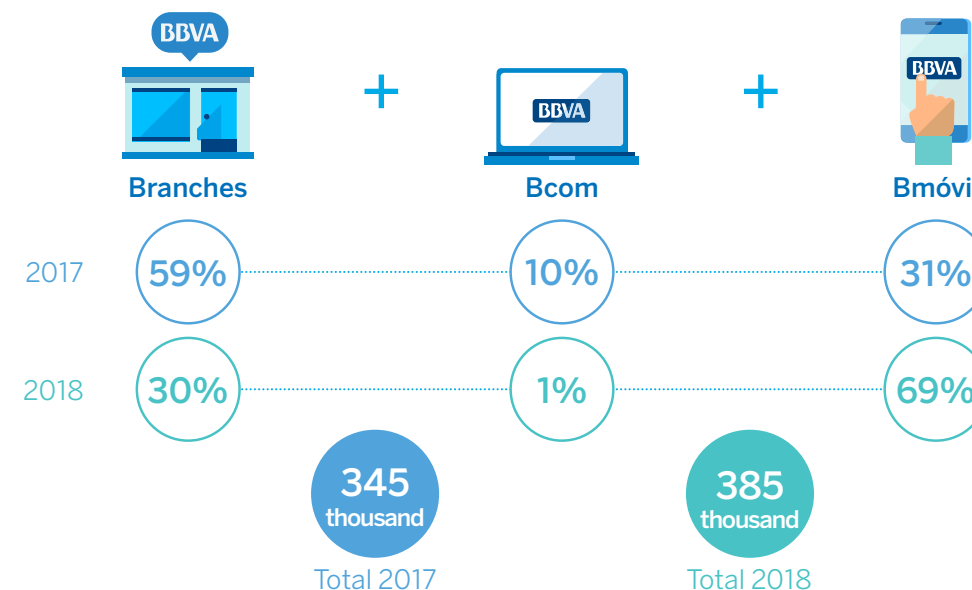 BBVA
+
BBVA
+
BBVA
Branches
Bcom
Bmóvi
2017
59%
10%
31%
2018
30%
1%
69%
345
thousand
Total 2017
385
thousand
Total 2018